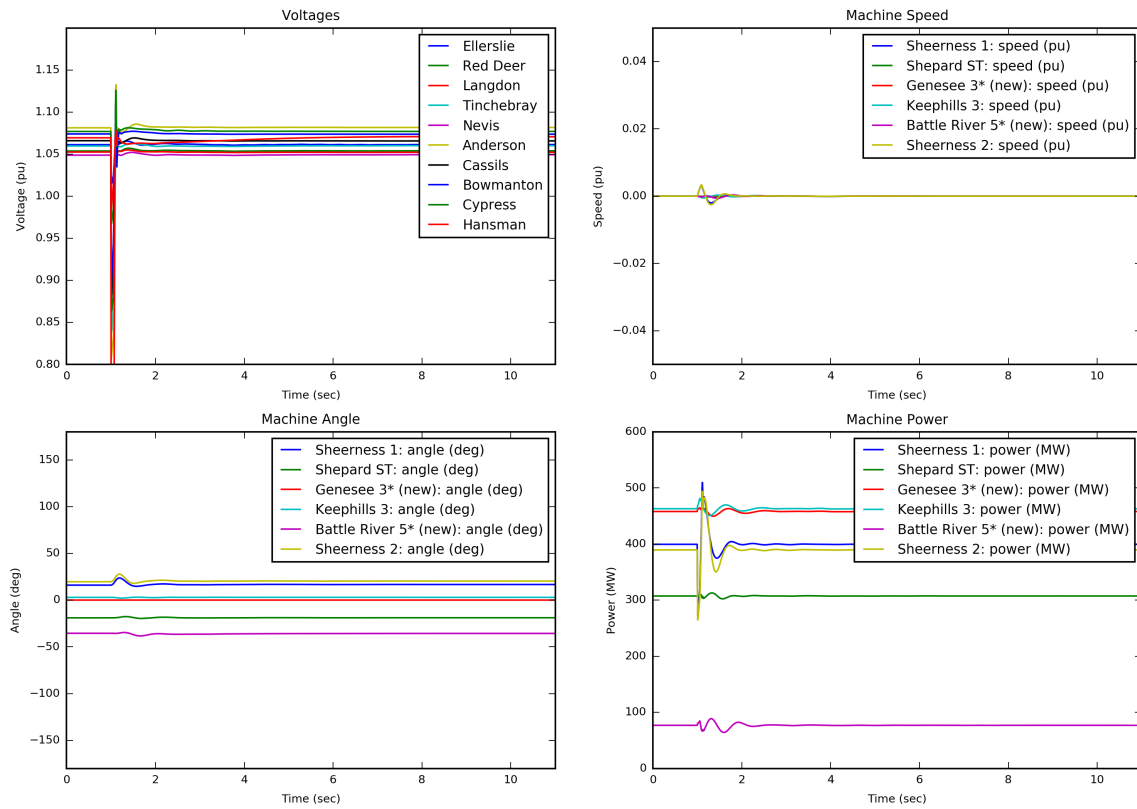 Voltages
Voltage (pu)
1.15
1.10
1.05
1.00
0.95
0.90
0.85
0.80
0 2 4 6 8 10
Time (sec)
Ellerslie
Red Deer
Langdon
Tinchebray
Nevis
Anderson
Cassils
Bowmanton
Cypress
Hansman
Machine Speed
Speed (pu)
0.04
0.02
0.00
−0.02
−0.04
0 2 4 6 8 10
Time (sec)
Sheerness 1: speed (pu)
Shepard ST: speed (pu)
Genesee 3* (new): speed (pu)
Keephills 3: speed (pu)
Battle River 5* (new): speed (pu)
Sheerness 2: speed (pu)
Machine Angle
Angle (deg)
150
100
50
0
−50
−100
−150
0 2 4 6 8 10
Time (sec)
Sheerness 1: angle (deg)
Shepard ST: angle (deg)
Genesee 3* (new): angle (deg)
Keephills 3: angle (deg)
Battle River 5* (new): angle (deg)
Sheerness 2: angle (deg)
Machine Power
Power (MW)
600
500
400
300
200
100
0
0 2 4 6 8 10
Time (sec)
Sheerness 1: power (MW)
Shepard ST: power (MW)
Genesee 3* (new): power (MW)
Keephills 3: power (MW)
Battle River 5* (new): power (MW)
Sheerness 2: power (MW)